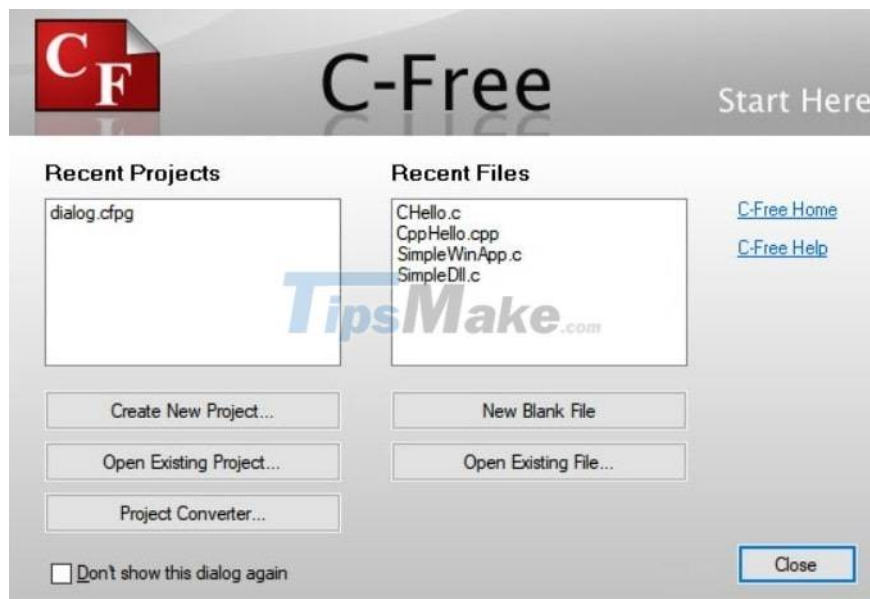 CF
C-Free
Start Here
Recent Projects
dialog.cfpg
Recent Files
CHello.c
CppHello.cpp
SimpleWinApp.c
SimpleDll.c
C-Free Home
C-Free Help
TipsMake.com
Create New Project...
Open Existing Project...
Project Converter...
New Blank File
Open Existing File...
Don't show this dialog again
Close